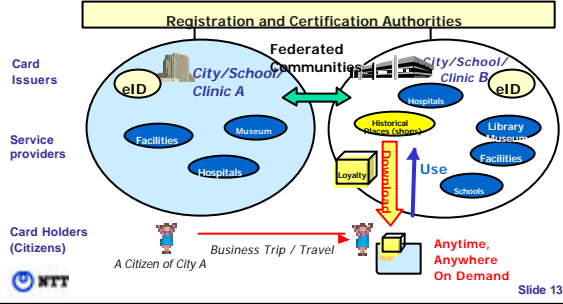 Registration and Certification Authorities
Card
Issuers
Federated
Communities
City/School/
Clinic A
eID
City/School/
Clinic B
eID
Service
providers
Facilities
Museum
Hospitals
Hospitals
Historical
Places (shops)
Library
Museum
Facilities
Schools
Loyalty
Download
Use
Card Holders
(Citizens)
A Citizen of City A
Business Trip / Travel
Anytime,
Anywhere
On Demand
NTT
Slide 13